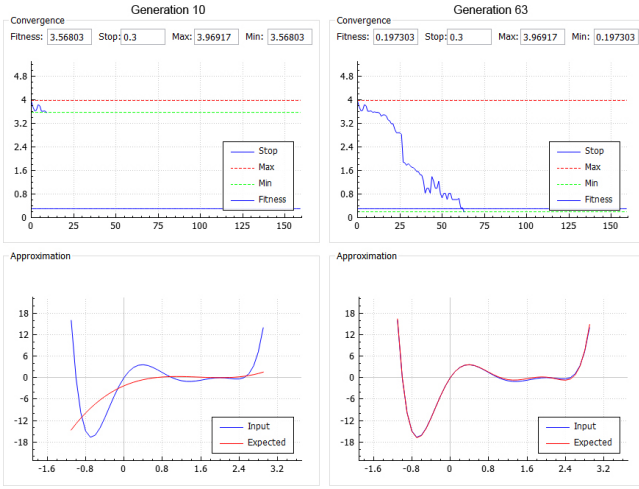 Generation 10
Convergence
Fitness: 3.56803 Stop: 0.3 Max: 3.96917 Min: 3.56803
4.8
4
3.2
2.4
1.6
0.8
0
0 25 50 75 100 125 150
Stop
Max
Min
Fitness
Approximation
18
12
6
0
-6
-12
-18
-1.6 -0.8 0 0.8 1.6 2.4 3.2
Input
Expected
Generation 63
Convergence
Fitness: 0.197303 Stop: 0.3 Max: 3.96917 Min: 0.197303
4.8
4
3.2
2.4
1.6
0.8
0
0 25 50 75 100 125 150
Stop
Max
Min
Fitness
Approximation
18
12
6
0
-6
-12
-18
-1.6 -0.8 0 0.8 1.6 2.4 3.2
Input
Expected